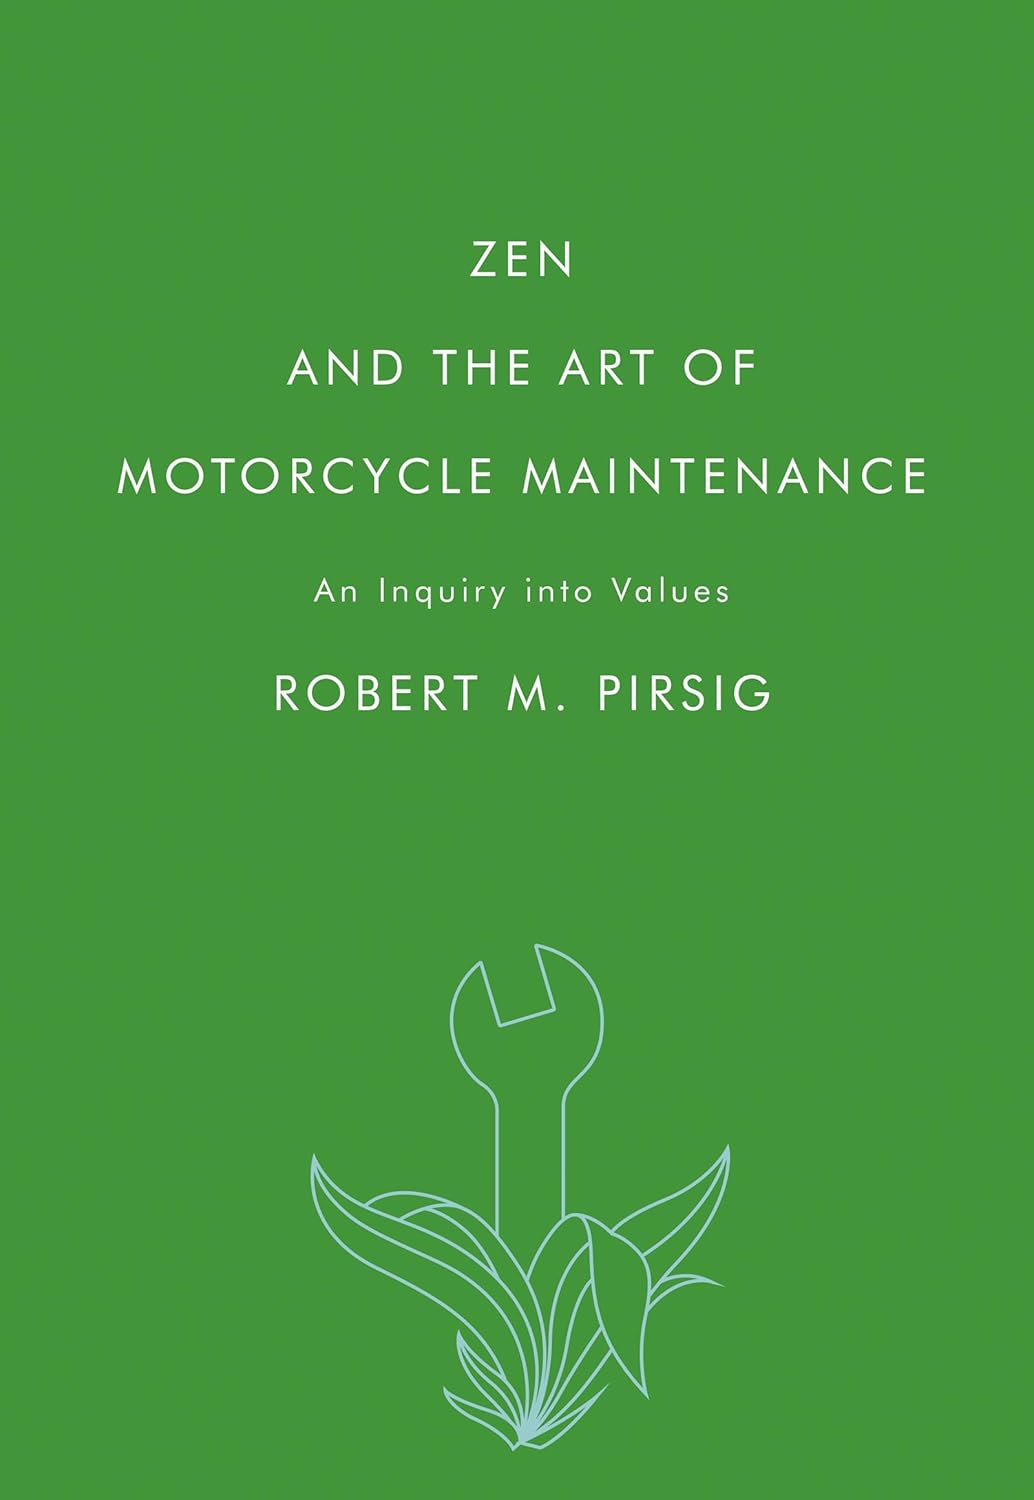 ZEN
AND THE ART OF
MOTORCYCLE MAINTENANCE
An Inquiry into Values
ROBERT M. PIRSIG